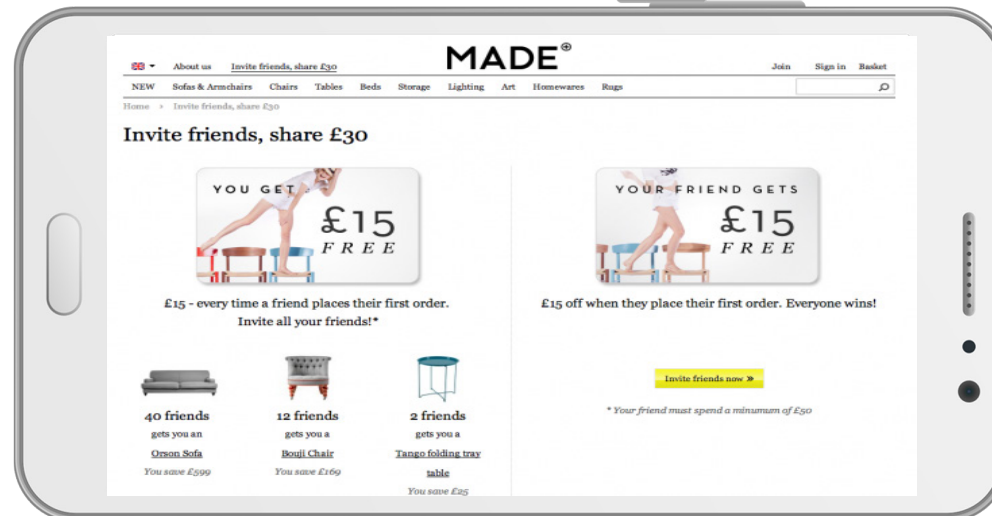 MADE
About us Invite friends, share £30 Join Sign in Basket
NEW Sofas & Armchairs Chairs Tables Beds Storage Lighting Art Homewares Rugs
Home > Invite friends, share £30
Invite friends, share £30
YOU GET
£15
FREE
£15 - every time a friend places their first order.
Invite all your friends!*
40 friends
gets you an
Orson Sofa
You save £599
12 friends
gets you a
Bouji Chair
You save £169
2 friends
gets you a
Tango folding tray
table
You save £25
YOUR FRIEND GETS
£15
FREE
£15 off when they place their first order. Everyone wins!
Invite friends now »
* Your friend must spend a minumum of £50